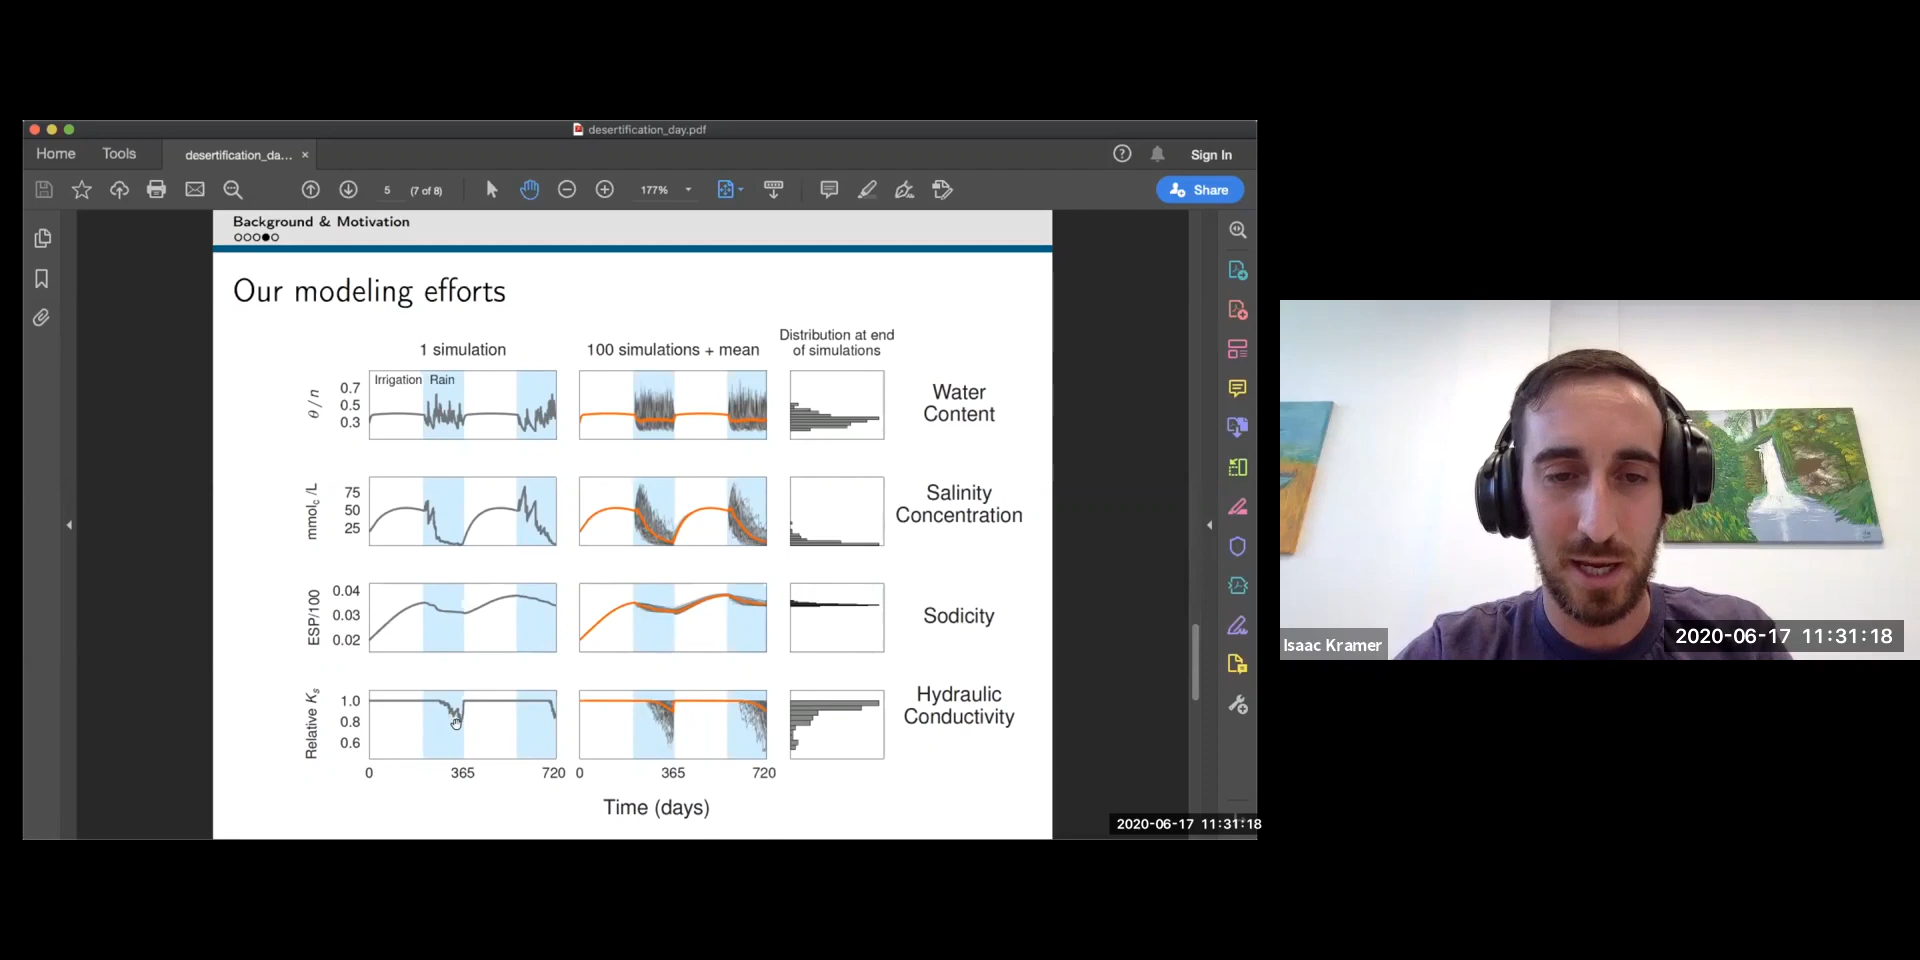 desertification_day.pdf
Home Tools desertification_da... × Sign In
5 (7 of 8) 177% Share
Background & Motivation
Our modeling efforts
1 simulation 100 simulations + mean Distribution at end
of simulations
Irrigation Rain
θ / n
0.7
0.5
0.3
Water
Content
mmolc /L
75
50
25
Salinity
Concentration
ESP/100
0.04
0.03
0.02
Sodicity
Relative Ks
1.0
0.8
0.6
Hydraulic
Conductivity
0 365 720 0 365 720
Time (days)
2020-06-17 11:31:18
Isaac Kramer
2020-06-17 11:31:18